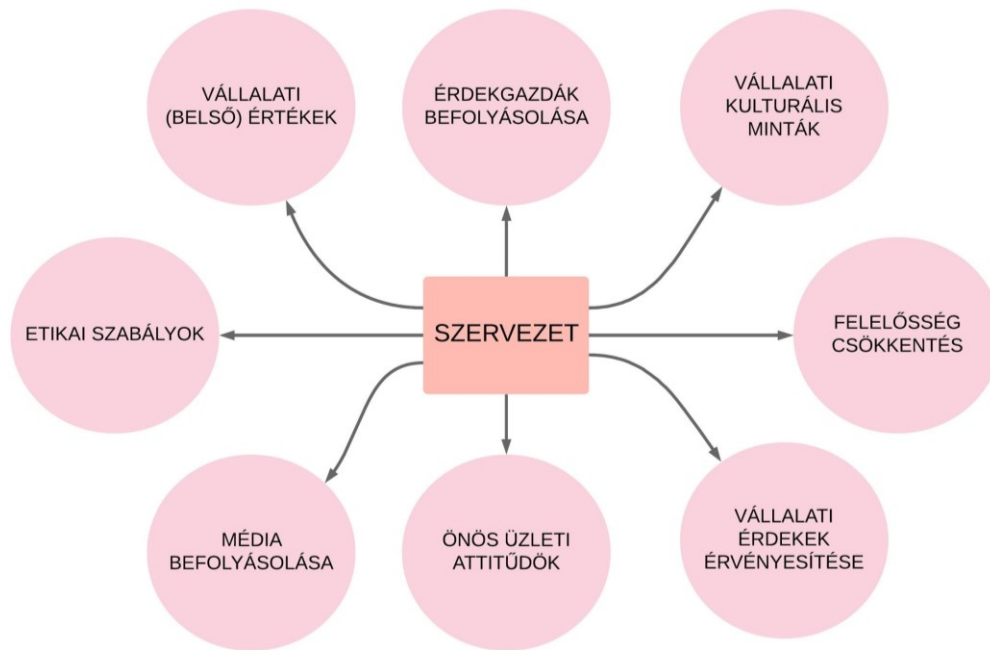 VÁLLALATI
(BELSŐ) ÉRTÉKEK
ÉRDEKGAZDÁK
BEFOLYÁSOLÁSA
VÁLLALATI
KULTURÁLIS
MINTÁK
ETIKAI SZABÁLYOK
SZERVEZET
FELELŐSSÉG
CSÖKKENTÉS
MÉDIA
BEFOLYÁSOLÁSA
ÖNÖS ÜZLETI
ATTITŰDÖK
VÁLLALATI
ÉRDEKEK
ÉRVÉNYESÍTÉSE